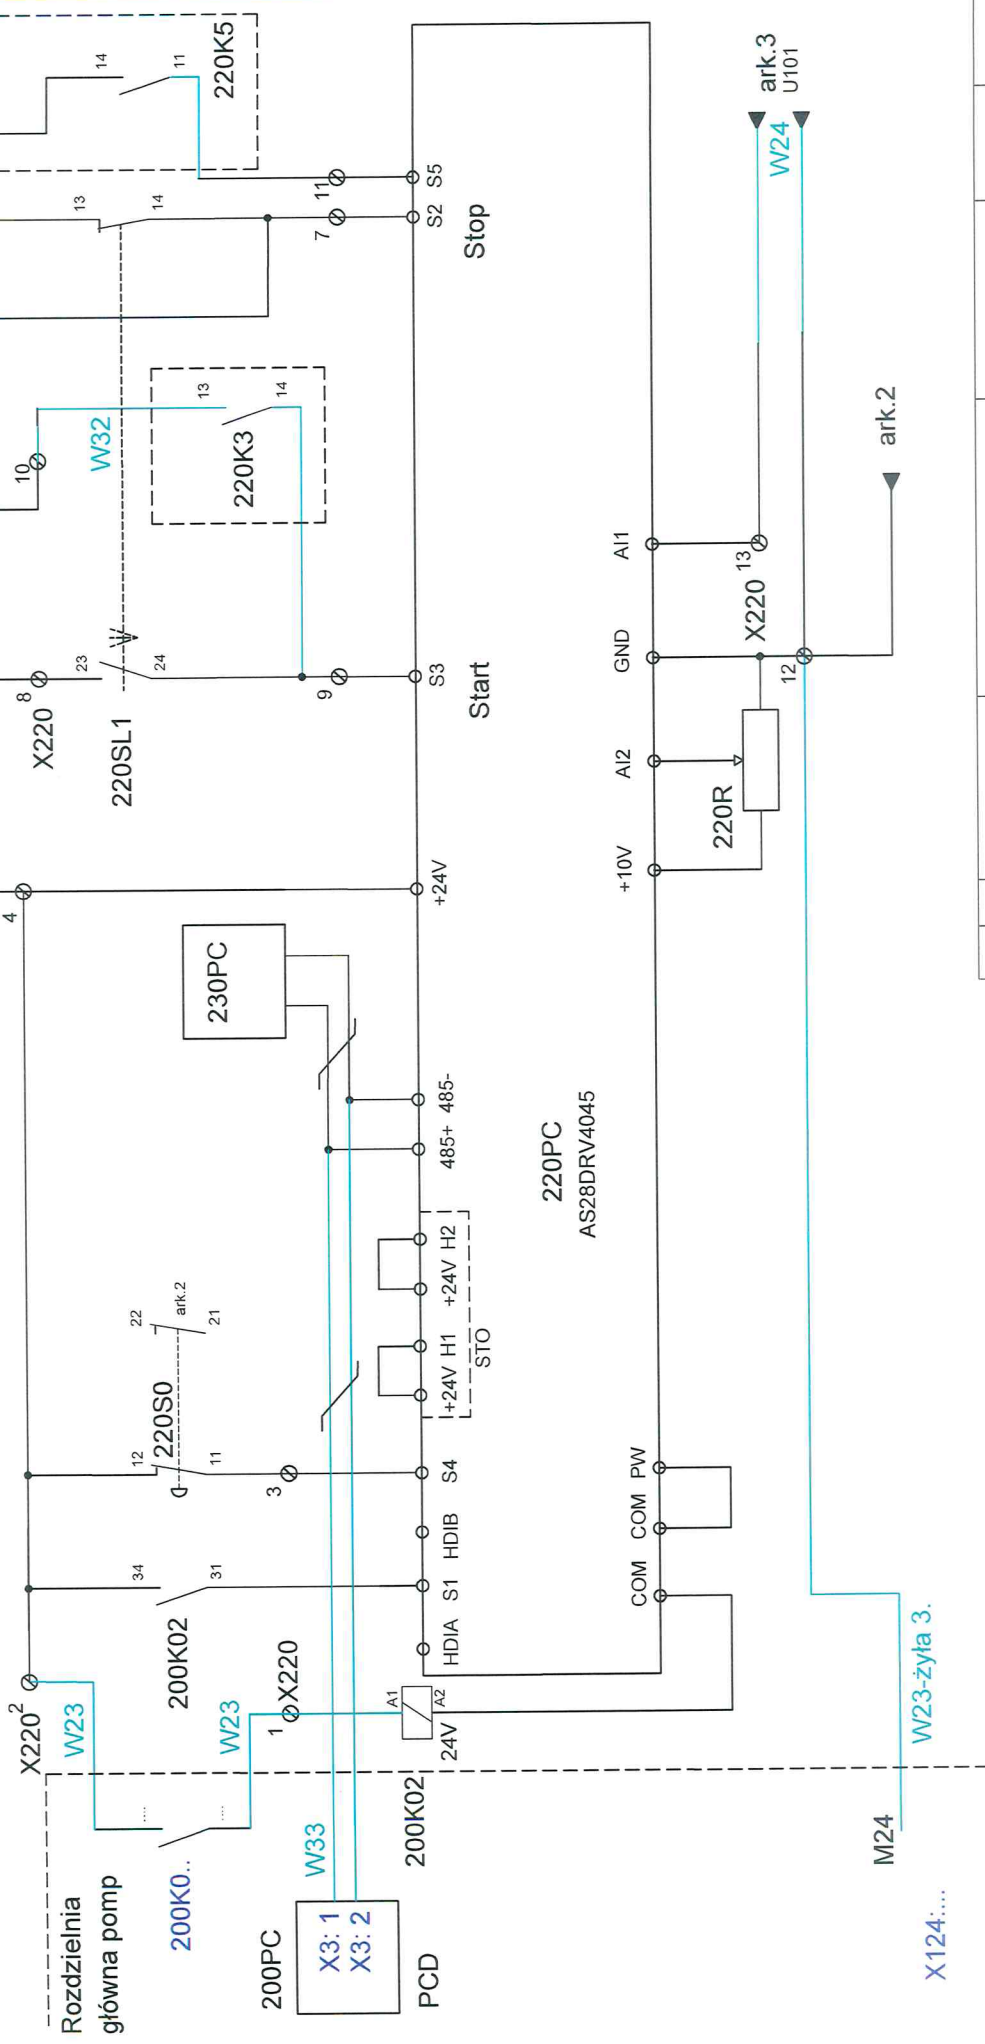 Rozdzielnia
główna pomp
X220
2
W23
200K0..
....
....
W23
1
X220
200PC
X3: 1
X3: 2
PCD
W33
200K02
24V
A1
A2
200K02
34
31
220S0
12
11
3
22
21
ark.2
230PC
4
X220
8
23
24
220SL1
9
10
W32
13
14
220K3
13
14
7
14
11
220K5
11
HDIA
S1
HDIB
S4
+24V
H1
+24V
H2
STO
485+
485-
+24V
S3
Start
S2
Stop
S5
220PC
AS28DRV4045
COM
COM
PW
+10V
AI2
GND
AI1
220R
X220
13
12
ark.2
ark.3
U101
W24
M24
W23-żyła 3.
X124:...